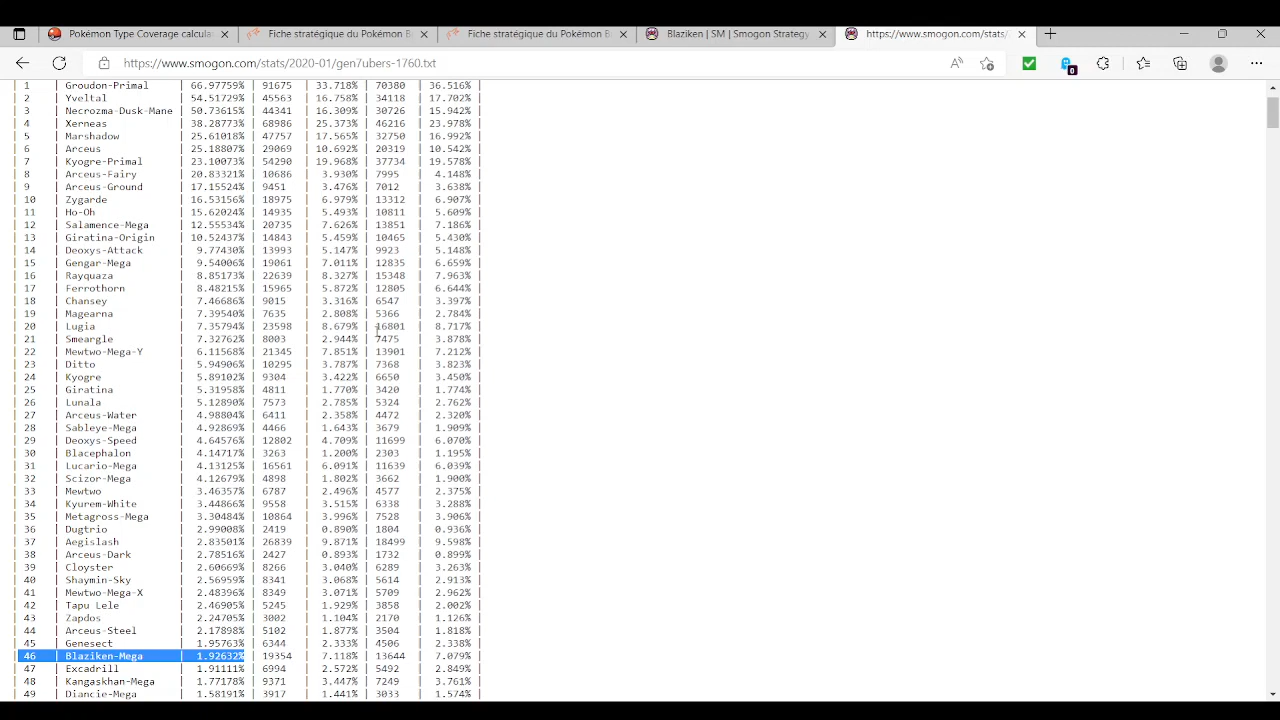 Pokémon Type Coverage calcula
Fiche stratégique du Pokémon B
Fiche stratégique du Pokémon B
Blaziken | SM | Smogon Strategy
https://www.smogon.com/stats/
https://www.smogon.com/stats/2020-01/gen7ubers-1760.txt
0
| 1 | Groudon-Primal | 66.97759% | 91675 | 33.718% | 70380 | 36.516% |
| 2 | Yveltal | 54.51729% | 45563 | 16.758% | 34118 | 17.702% |
| 3 | Necrozma-Dusk-Mane | 50.73615% | 44341 | 16.309% | 30726 | 15.942% |
| 4 | Xerneas | 38.28773% | 68986 | 25.373% | 46216 | 23.978% |
| 5 | Marshadow | 25.61018% | 47757 | 17.565% | 32750 | 16.992% |
| 6 | Arceus | 25.18807% | 29069 | 10.692% | 20319 | 10.542% |
| 7 | Kyogre-Primal | 23.10073% | 54290 | 19.968% | 37734 | 19.578% |
| 8 | Arceus-Fairy | 20.83321% | 10686 | 3.930% | 7995 | 4.148% |
| 9 | Arceus-Ground | 17.15524% | 9451 | 3.476% | 7012 | 3.638% |
| 10 | Zygarde | 16.53156% | 18975 | 6.979% | 13312 | 6.907% |
| 11 | Ho-Oh | 15.62024% | 14935 | 5.493% | 10811 | 5.609% |
| 12 | Salamence-Mega | 12.55534% | 20735 | 7.626% | 13851 | 7.186% |
| 13 | Giratina-Origin | 10.52437% | 14843 | 5.459% | 10465 | 5.430% |
| 14 | Deoxys-Attack | 9.77430% | 13993 | 5.147% | 9923 | 5.148% |
| 15 | Gengar-Mega | 9.54006% | 19061 | 7.011% | 12835 | 6.659% |
| 16 | Rayquaza | 8.85173% | 22639 | 8.327% | 15348 | 7.963% |
| 17 | Ferrothorn | 8.48215% | 15965 | 5.872% | 12805 | 6.644% |
| 18 | Chansey | 7.46686% | 9015 | 3.316% | 6547 | 3.397% |
| 19 | Magearna | 7.39540% | 7635 | 2.808% | 5366 | 2.784% |
| 20 | Lugia | 7.35794% | 23598 | 8.679% | 16801 | 8.717% |
| 21 | Smeargle | 7.32762% | 8003 | 2.944% | 7475 | 3.878% |
| 22 | Mewtwo-Mega-Y | 6.11568% | 21345 | 7.851% | 13901 | 7.212% |
| 23 | Ditto | 5.94906% | 10295 | 3.787% | 7368 | 3.823% |
| 24 | Kyogre | 5.89102% | 9304 | 3.422% | 6650 | 3.450% |
| 25 | Giratina | 5.31958% | 4811 | 1.770% | 3420 | 1.774% |
| 26 | Lunala | 5.12890% | 7573 | 2.785% | 5324 | 2.762% |
| 27 | Arceus-Water | 4.98804% | 6411 | 2.358% | 4472 | 2.320% |
| 28 | Sableye-Mega | 4.92869% | 4466 | 1.643% | 3679 | 1.909% |
| 29 | Deoxys-Speed | 4.64576% | 12802 | 4.709% | 11699 | 6.070% |
| 30 | Blacephalon | 4.14717% | 3263 | 1.200% | 2303 | 1.195% |
| 31 | Lucario-Mega | 4.13125% | 16561 | 6.091% | 11639 | 6.039% |
| 32 | Scizor-Mega | 4.12679% | 4898 | 1.802% | 3662 | 1.900% |
| 33 | Mewtwo | 3.46357% | 6787 | 2.496% | 4577 | 2.375% |
| 34 | Kyurem-White | 3.44866% | 9558 | 3.515% | 6338 | 3.288% |
| 35 | Metagross-Mega | 3.30484% | 10864 | 3.996% | 7528 | 3.906% |
| 36 | Dugtrio | 2.99008% | 2419 | 0.890% | 1804 | 0.936% |
| 37 | Aegislash | 2.83501% | 26839 | 9.871% | 18499 | 9.598% |
| 38 | Arceus-Dark | 2.78516% | 2427 | 0.893% | 1732 | 0.899% |
| 39 | Cloyster | 2.60669% | 8266 | 3.040% | 6289 | 3.263% |
| 40 | Shaymin-Sky | 2.56959% | 8341 | 3.068% | 5614 | 2.913% |
| 41 | Mewtwo-Mega-X | 2.48396% | 8349 | 3.071% | 5709 | 2.962% |
| 42 | Tapu Lele | 2.46905% | 5245 | 1.929% | 3858 | 2.002% |
| 43 | Zapdos | 2.24705% | 3002 | 1.104% | 2170 | 1.126% |
| 44 | Arceus-Steel | 2.17898% | 5102 | 1.877% | 3504 | 1.818% |
| 45 | Genesect | 1.95763% | 6344 | 2.333% | 4506 | 2.338% |
| 46 | Blaziken-Mega | 1.92632% | 19354 | 7.118% | 13644 | 7.079% |
| 47 | Excadrill | 1.91111% | 6994 | 2.572% | 5492 | 2.849% |
| 48 | Kangaskhan-Mega | 1.77178% | 9371 | 3.447% | 7249 | 3.761% |
| 49 | Diancie-Mega | 1.58191% | 3917 | 1.441% | 3033 | 1.574% |